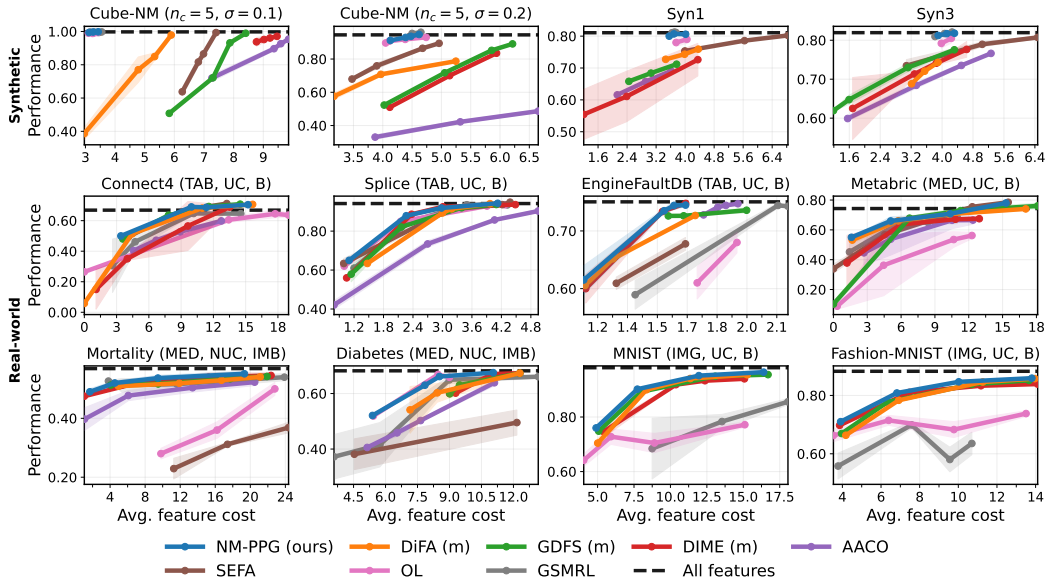 Cube-NM (n_c = 5, σ = 0.1)
Cube-NM (n_c = 5, σ = 0.2)
Syn1
Syn3
Synthetic
Performance
1.00
0.80
0.60
0.40
3 4 5 6 7 8 9
0.80
0.60
0.40
3.5 4.0 4.5 5.0 5.5 6.0 6.5
0.80
0.70
0.60
0.50
1.6 2.4 3.2 4.0 4.8 5.6 6.4
0.80
0.70
0.60
1.6 2.4 3.2 4.0 4.8 5.6 6.4
Connect4 (TAB, UC, B)
Splice (TAB, UC, B)
EngineFaultDB (TAB, UC, B)
Metabric (MED, UC, B)
Real-world
Performance
0.60
0.40
0.20
0.00
0 3 6 9 12 15 18
0.80
0.60
0.40
1.0 1.6 2.4 3.2 4.0 4.8
0.70
0.60
1.2 1.4 1.5 1.7 1.8 2.0 2.1
0.80
0.60
0.40
0.20
0 3 6 9 12 15 18
Mortality (MED, NUC, IMB)
Diabetes (MED, NUC, IMB)
MNIST (IMG, UC, B)
Fashion-MNIST (IMG, UC, B)
Performance
0.40
0.20
4 8 12 16 20 24
0.60
0.40
4.5 6.0 7.5 9.0 10.5 12.0
0.80
0.60
5.0 7.5 10.0 12.5 15.0 17.5
0.80
0.60
4 6 8 10 12 14
Avg. feature cost
Avg. feature cost
Avg. feature cost
Avg. feature cost
NM-PPG (ours) DiFA (m) GDFS (m) DIME (m) AACO
SEFA OL GSMRL All features